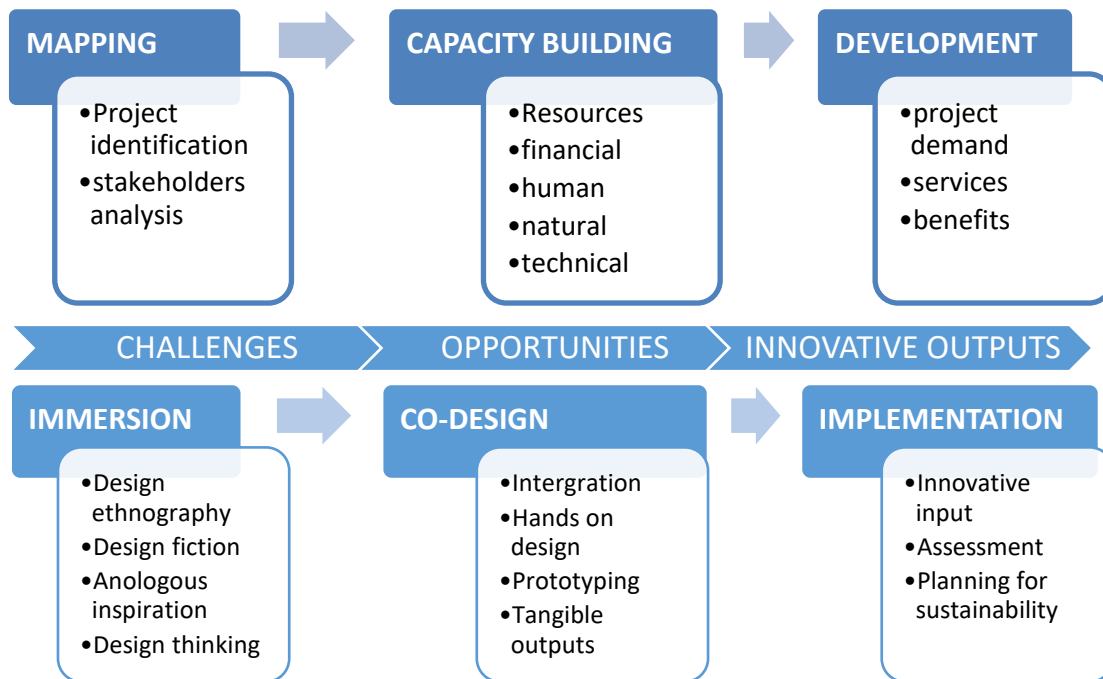 MAPPING
•Project
identification
•stakeholders
analysis
CAPACITY BUILDING
•Resources
•financial
•human
•natural
•technical
DEVELOPMENT
•project
demand
•services
•benefits
CHALLENGES
OPPORTUNITIES
INNOVATIVE OUTPUTS
IMMERSION
•Design
ethnography
•Design fiction
•Anologous
inspiration
•Design thinking
CO-DESIGN
•Intergration
•Hands on
design
•Prototyping
•Tangible
outputs
IMPLEMENTATION
•Innovative
input
•Assessment
•Planning for
sustainability